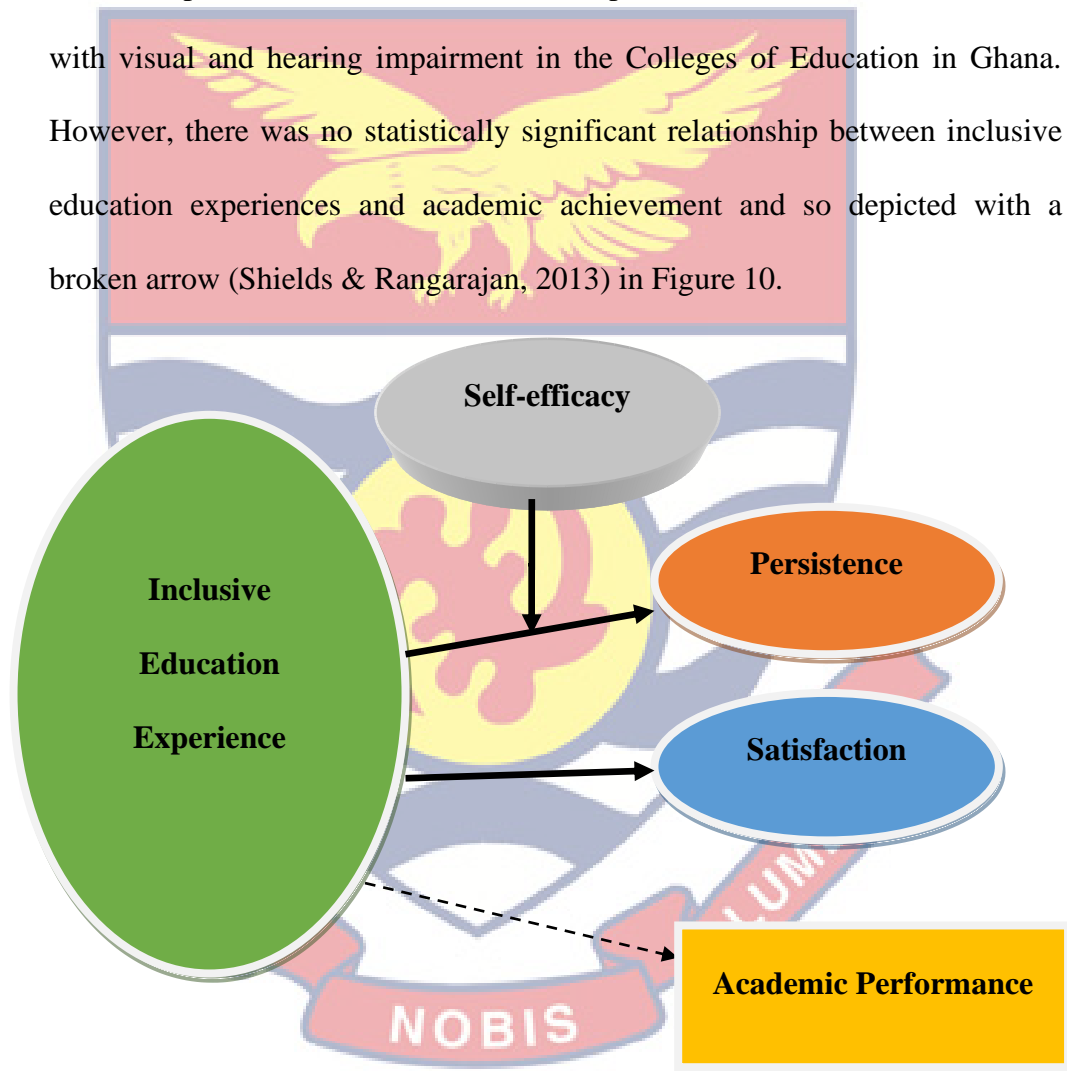 with visual and hearing impairment in the Colleges of Education in Ghana.
However, there was no statistically significant relationship between inclusive
education experiences and academic achievement and so depicted with a
broken arrow (Shields & Rangarajan, 2013) in Figure 10.
Self-efficacy
Persistence
Inclusive
Education
Experience
Satisfaction
Academic Performance
NOBIS